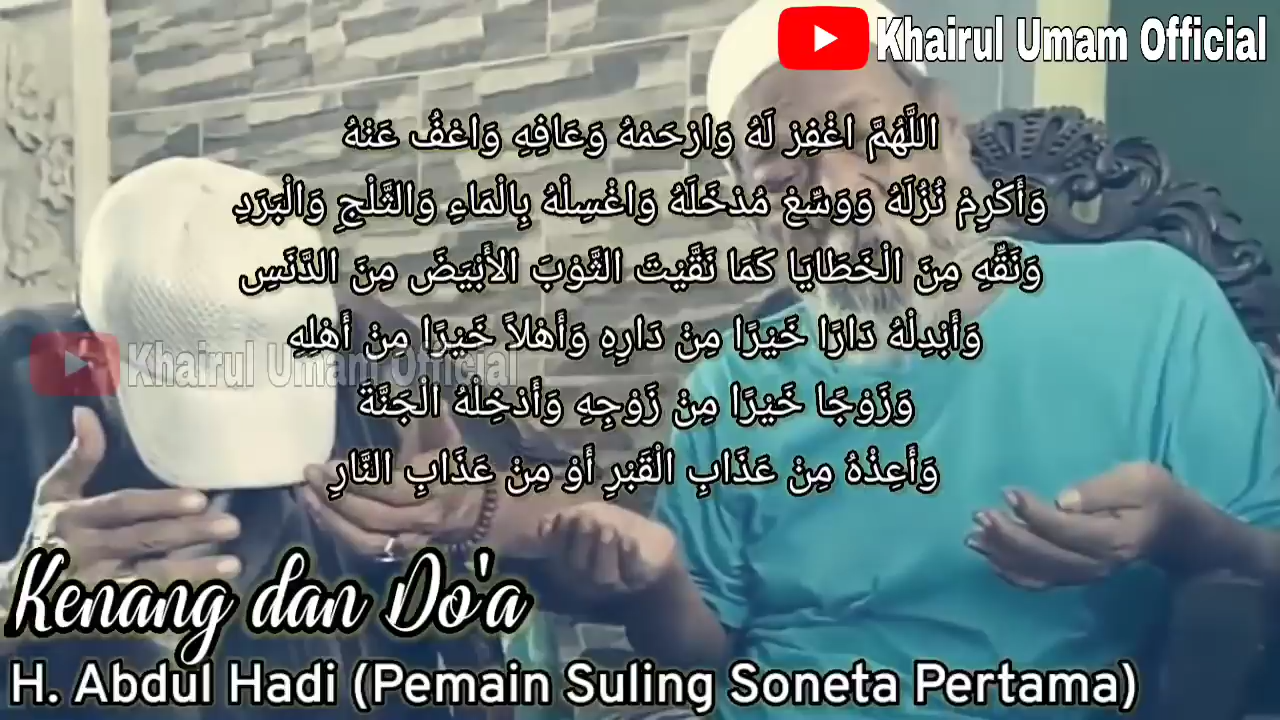 Khairul Umam Official
اللَّهُمَّ اغْفِرْ لَهُ وَارْحَمْهُ وَعَافِهِ وَاعْفُ عَنْهُ
وَأَكْرِمْ نُزُلَهُ وَوَسِّعْ مُدْخَلَهُ وَاغْسِلْهُ بِالْمَاءِ وَالثَّلْجِ وَالْبَرَدِ
وَنَقِّهِ مِنَ الْخَطَايَا كَمَا نَقَّيْتَ الثَّوْبَ الأَبْيَضَ مِنَ الدَّنَسِ
وَأَبْدِلْهُ دَارًا خَيْرًا مِنْ دَارِهِ وَأَهْلاً خَيْرًا مِنْ أَهْلِهِ
Khairul Umam Official
وَزَوْجًا خَيْرًا مِنْ زَوْجِهِ وَأَدْخِلْهُ الْجَنَّةَ
وَأَعِذْهُ مِنْ عَذَابِ الْقَبْرِ أَوْ مِنْ عَذَابِ النَّارِ
Kenang dan Do'a
H. Abdul Hadi (Pemain Suling Soneta Pertama)